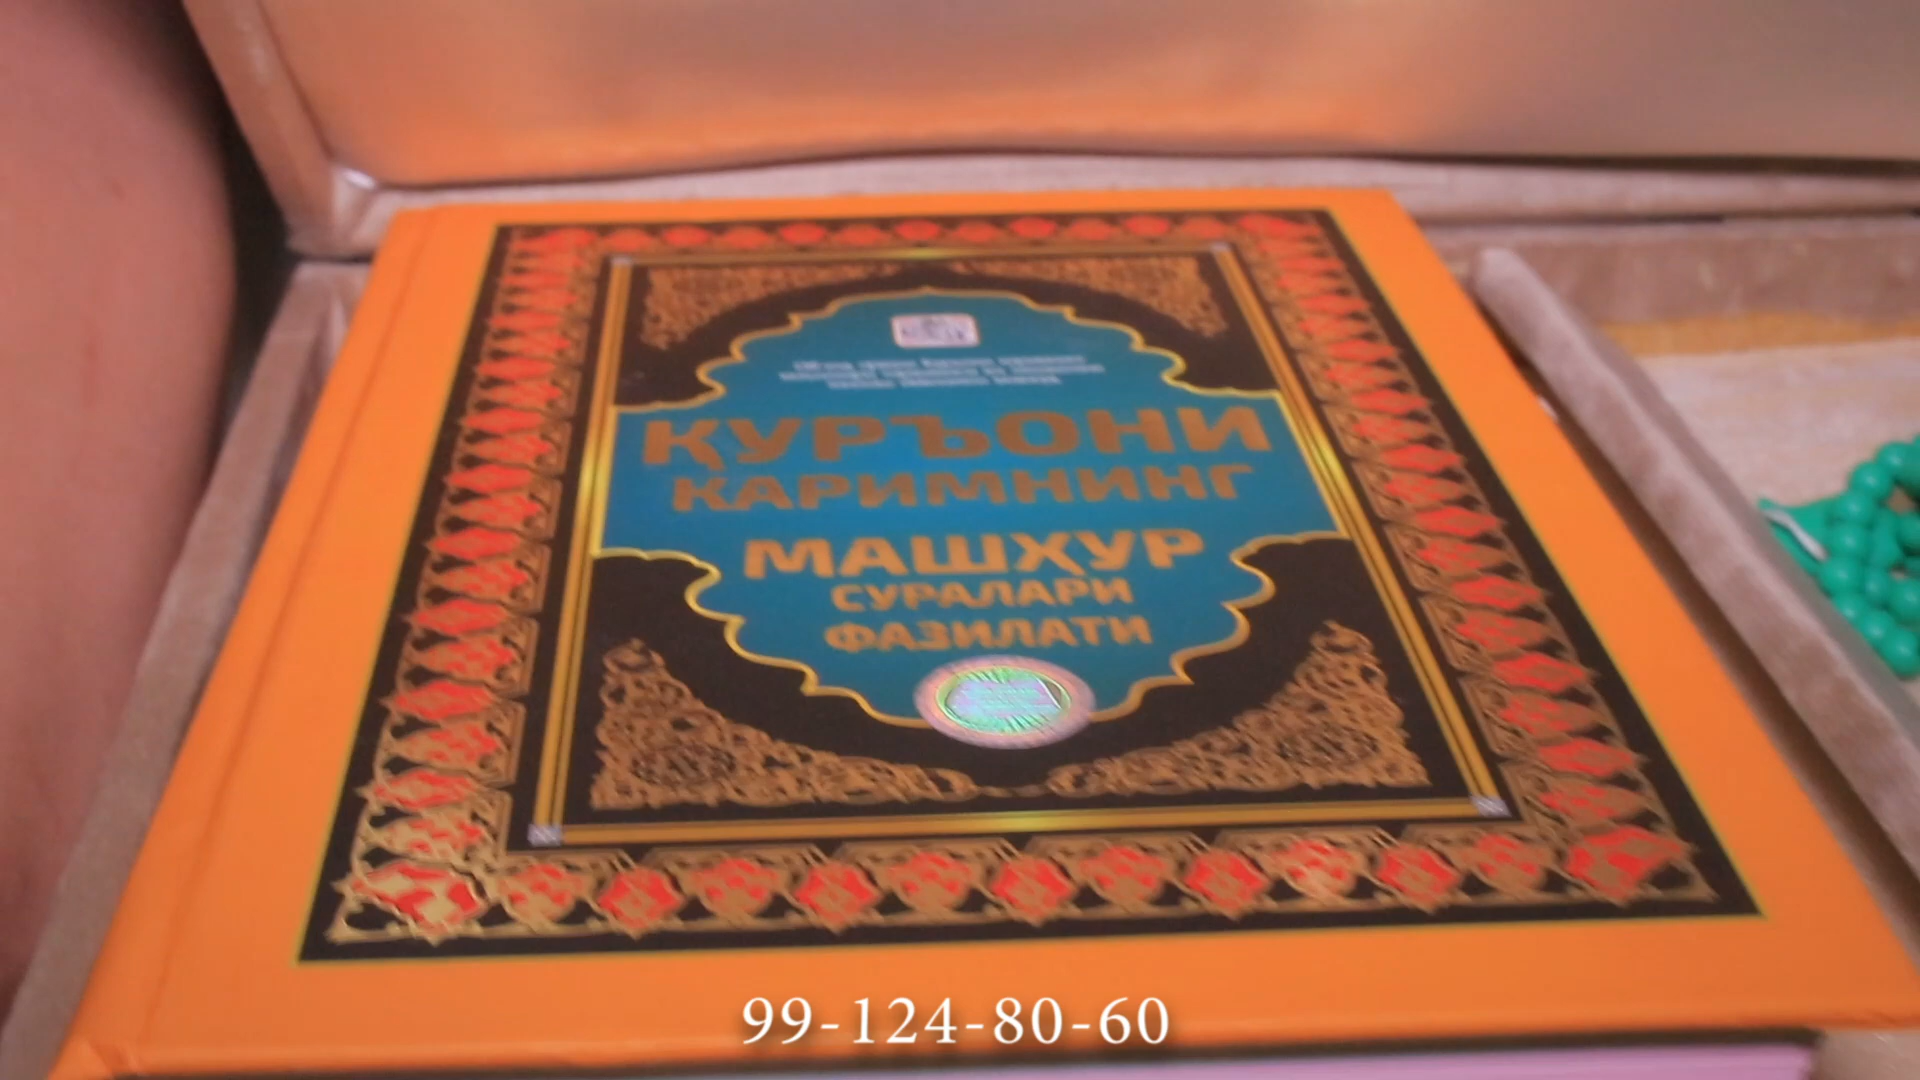 ҚУРЪОНИ
КАРИМНИНГ
МАШҲУР
СУРАЛАРИ
ФАЗИЛАТИ
99-124-80-60